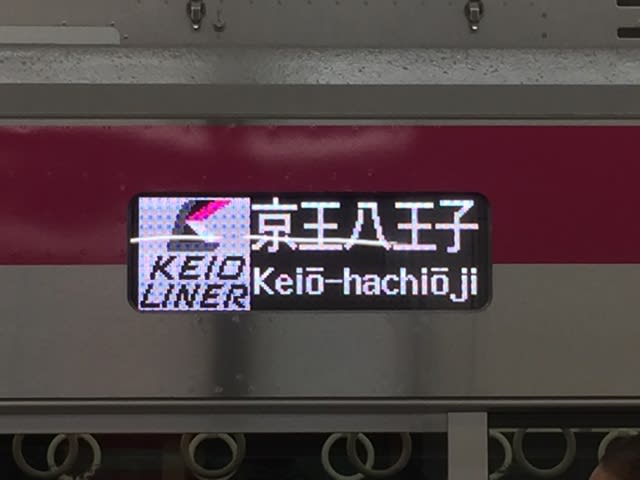 KEIO
LINER
京王八王子
Keiō-hachiōji